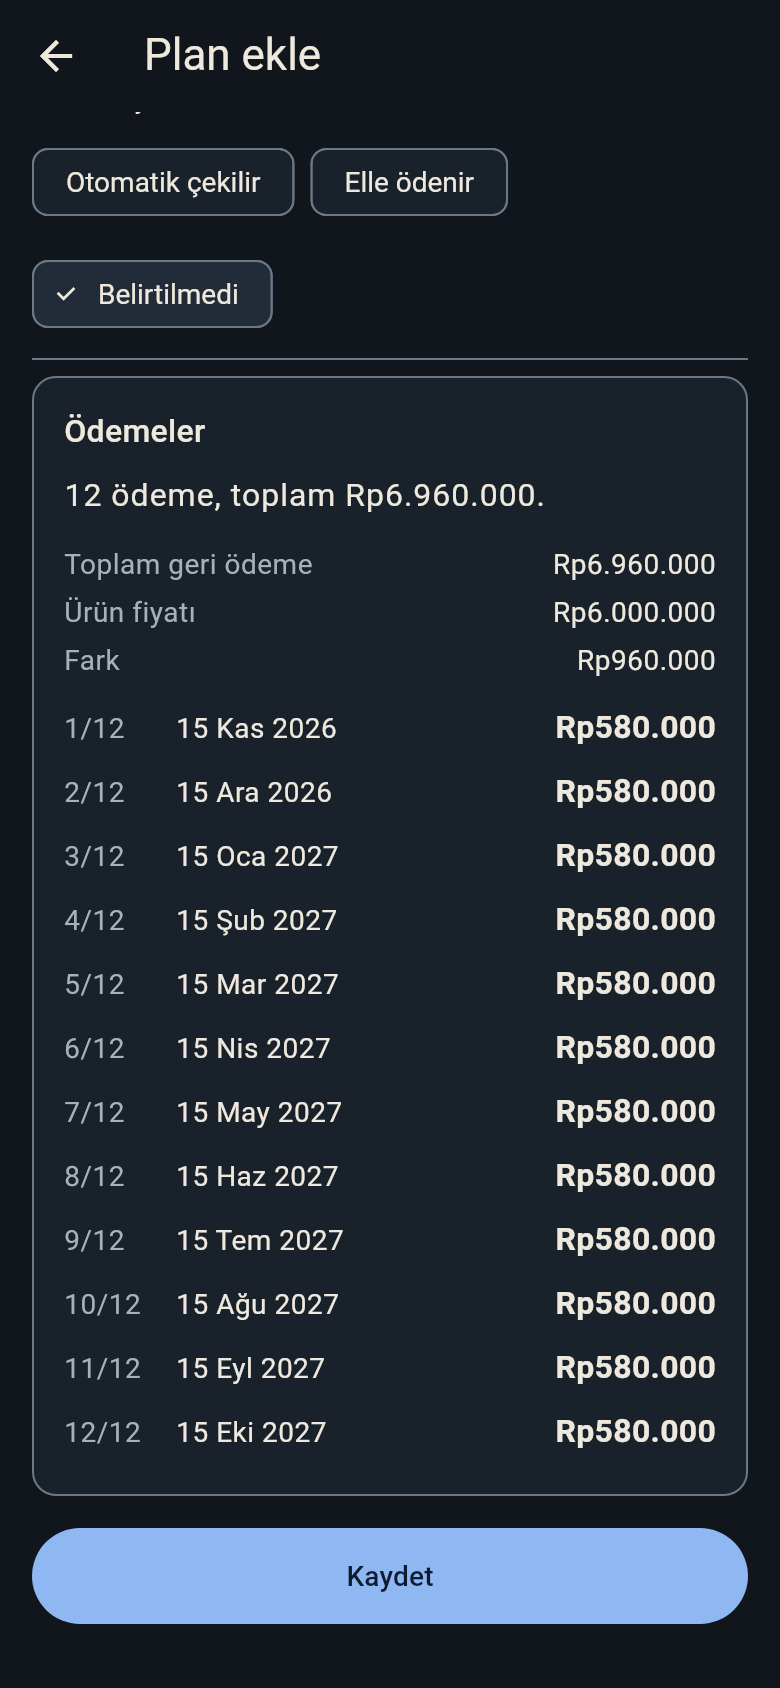 Plan ekle
Otomatik çekilir
Elle ödenir
Belirtilmedi
Ödemeler
12 ödeme, toplam Rp6.960.000.
Toplam geri ödeme Rp6.960.000
Ürün fiyatı Rp6.000.000
Fark Rp960.000
1/12 15 Kas 2026 Rp580.000
2/12 15 Ara 2026 Rp580.000
3/12 15 Oca 2027 Rp580.000
4/12 15 Şub 2027 Rp580.000
5/12 15 Mar 2027 Rp580.000
6/12 15 Nis 2027 Rp580.000
7/12 15 May 2027 Rp580.000
8/12 15 Haz 2027 Rp580.000
9/12 15 Tem 2027 Rp580.000
10/12 15 Ağu 2027 Rp580.000
11/12 15 Eyl 2027 Rp580.000
12/12 15 Eki 2027 Rp580.000
Kaydet